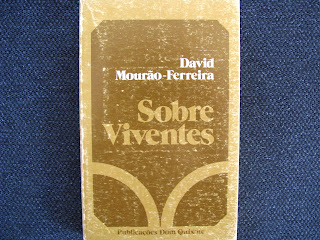 David
Mourão-Ferreira
Sobre
Viventes
Publicações Dom Quixote